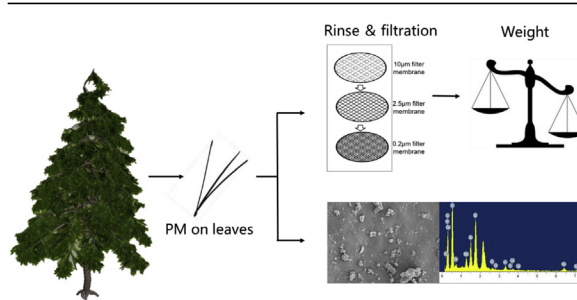 Rinse & filtration
Weight
10μm filter
membrane
2.5μm filter
membrane
0.2μm filter
membrane
PM on leaves